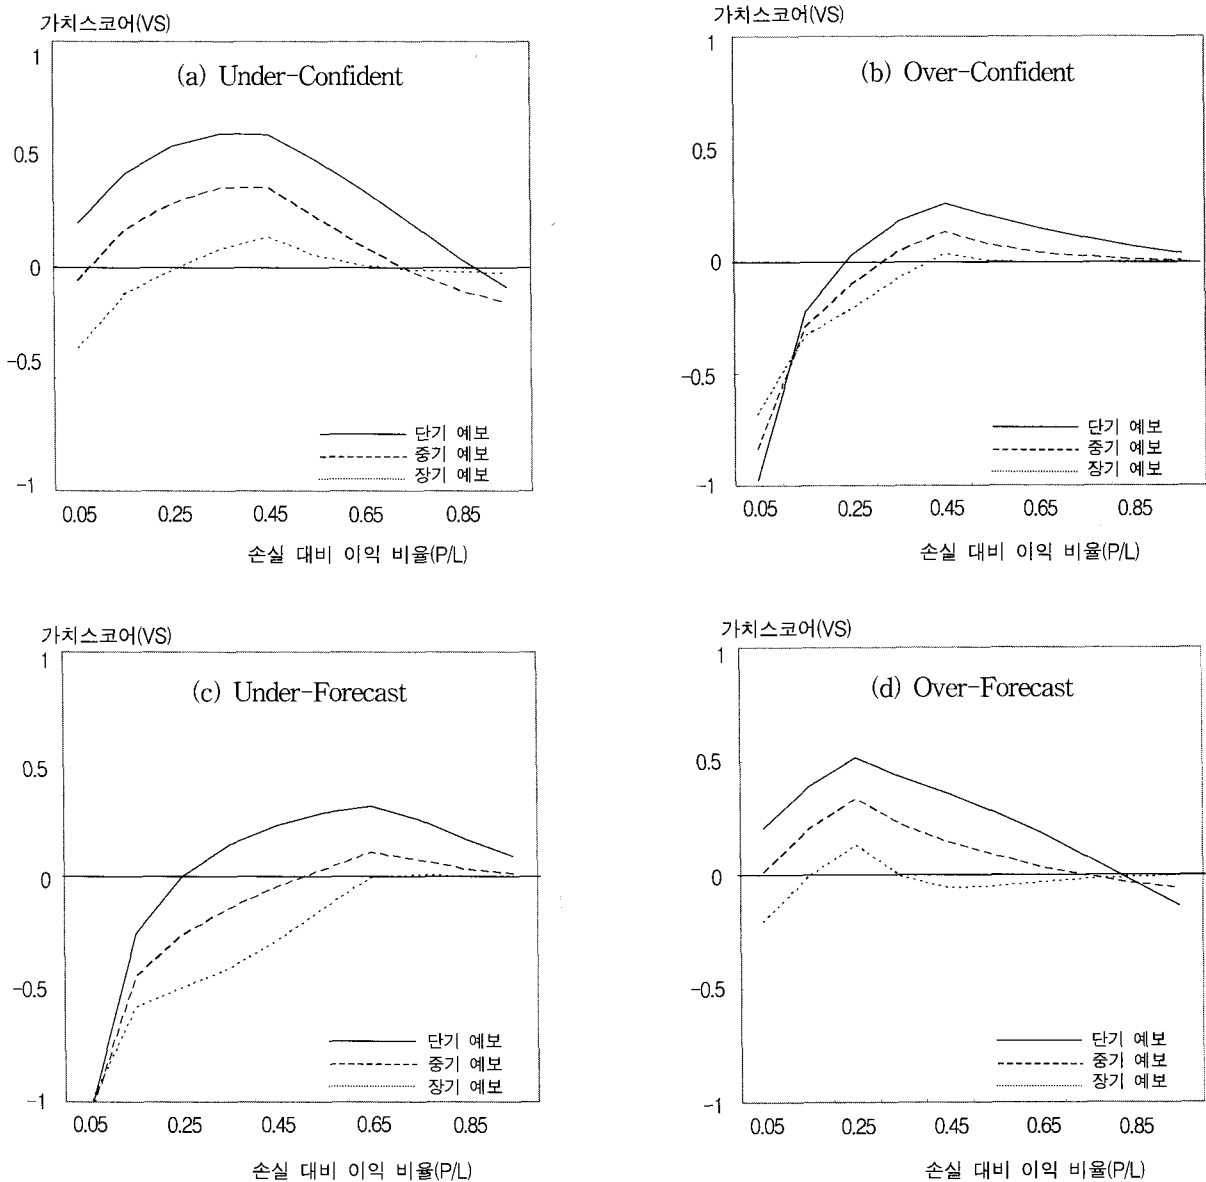 가치스코어(VS)
1
(a) Under-Confident
0.5
0
-0.5
단기 예보
중기 예보
장기 예보
-1
0.05 0.25 0.45 0.65 0.85
손실 대비 이익 비율(P/L)
가치스코어(VS)
1
(b) Over-Confident
0.5
0
-0.5
단기 예보
중기 예보
장기 예보
-1
0.05 0.25 0.45 0.65 0.85
손실 대비 이익 비율(P/L)
가치스코어(VS)
1
(c) Under-Forecast
0.5
0
-0.5
단기 예보
중기 예보
장기 예보
-1
0.05 0.25 0.45 0.65 0.85
손실 대비 이익 비율(P/L)
가치스코어(VS)
1
(d) Over-Forecast
0.5
0
-0.5
단기 예보
중기 예보
장기 예보
-1
0.05 0.25 0.45 0.65 0.85
손실 대비 이익 비율(P/L)